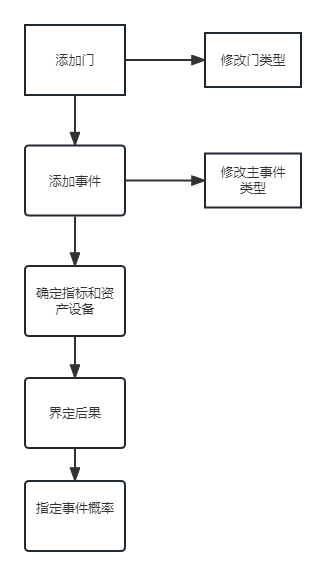 添加门
修改门类型
添加事件
修改主事件
类型
确定指标和资
产设备
界定后果
指定事件概率